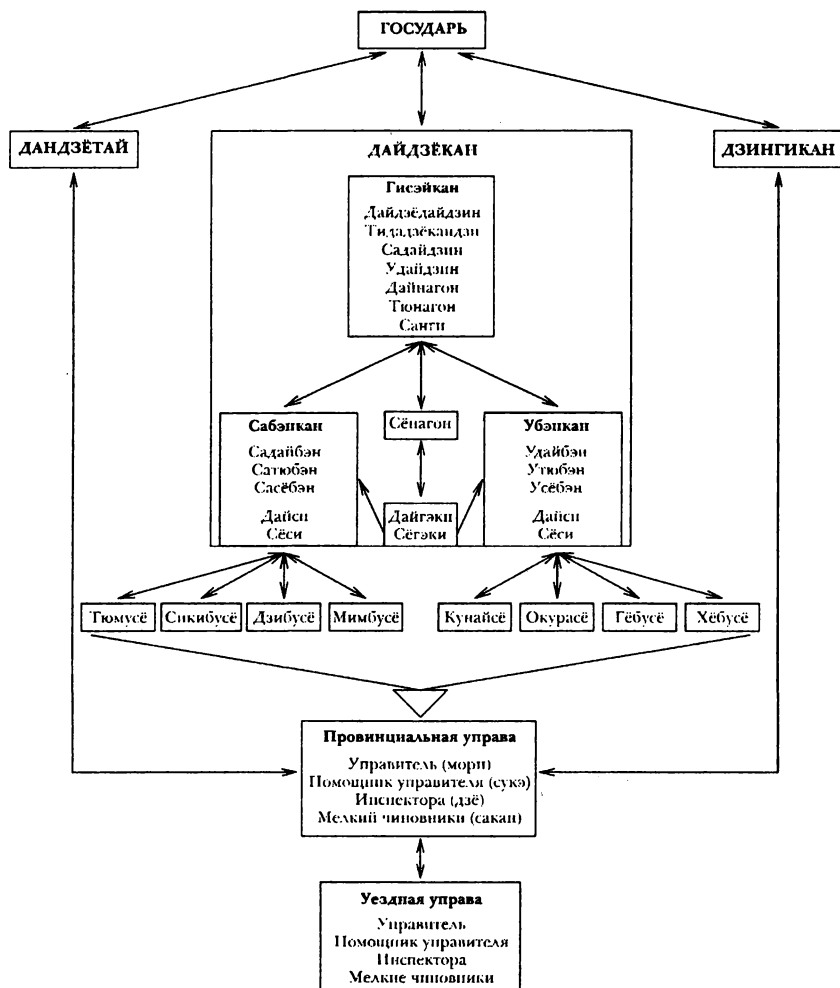 ГОСУДАРЬ
ДАНДЗЁТАЙ
ДАЙДЗЁКАН
ДЗИНГИКАН
Гисэйкан
Дайдзёдайдзин
Тидадзёкандзи
Садайдзин
Удайдзин
Дайнагон
Тюнагон
Санги
Сабэнкан
Садайбэн
Сатюбэн
Сасёбэн
Дайси
Сёси
Сёнагон
Дайгэки
Сёгэки
Убэнкан
Удайбэн
Утюбэн
Усёбэн
Дайси
Сёси
Тюмусё
Сикибусё
Дзибусё
Мимбусё
Кунайсё
Окурасё
Гёбусё
Хёбусё
Провинциальная управа
Управитель (мори)
Помощник управителя (сукэ)
Инспектора (дзё)
Мелкий чиновники (сакан)
Уездная управа
Управитель
Помощник управителя
Инспектора
Мелкие чиновники